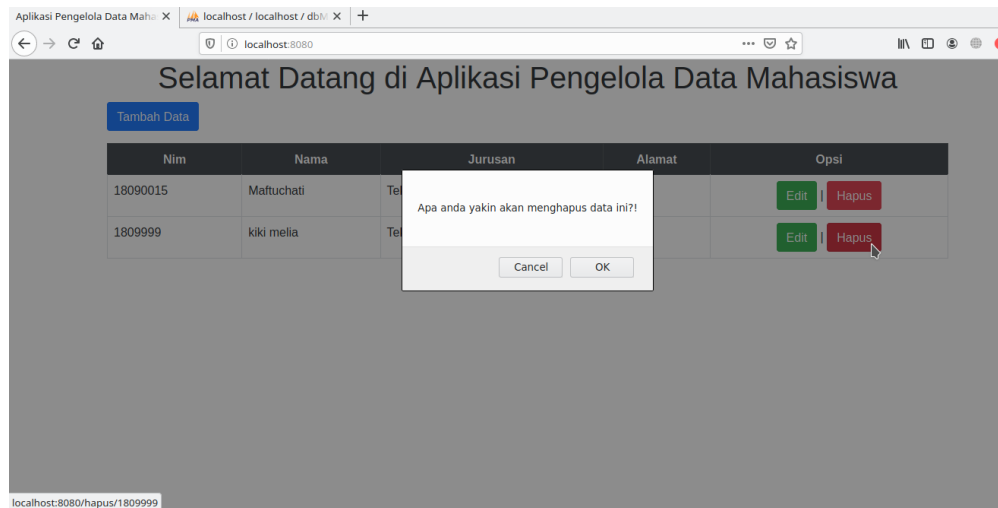 Aplikasi Pengelola Data Maha
localhost / localhost / dbM
localhost:8080
Selamat Datang di Aplikasi Pengelola Data Mahasiswa
Tambah Data
Nim Nama Jurusan Alamat Opsi
18090015 Maftuchati Tel Edit | Hapus
1809999 kiki melia Tel Edit | Hapus
Apa anda yakin akan menghapus data ini?!
Cancel OK
localhost:8080/hapus/1809999